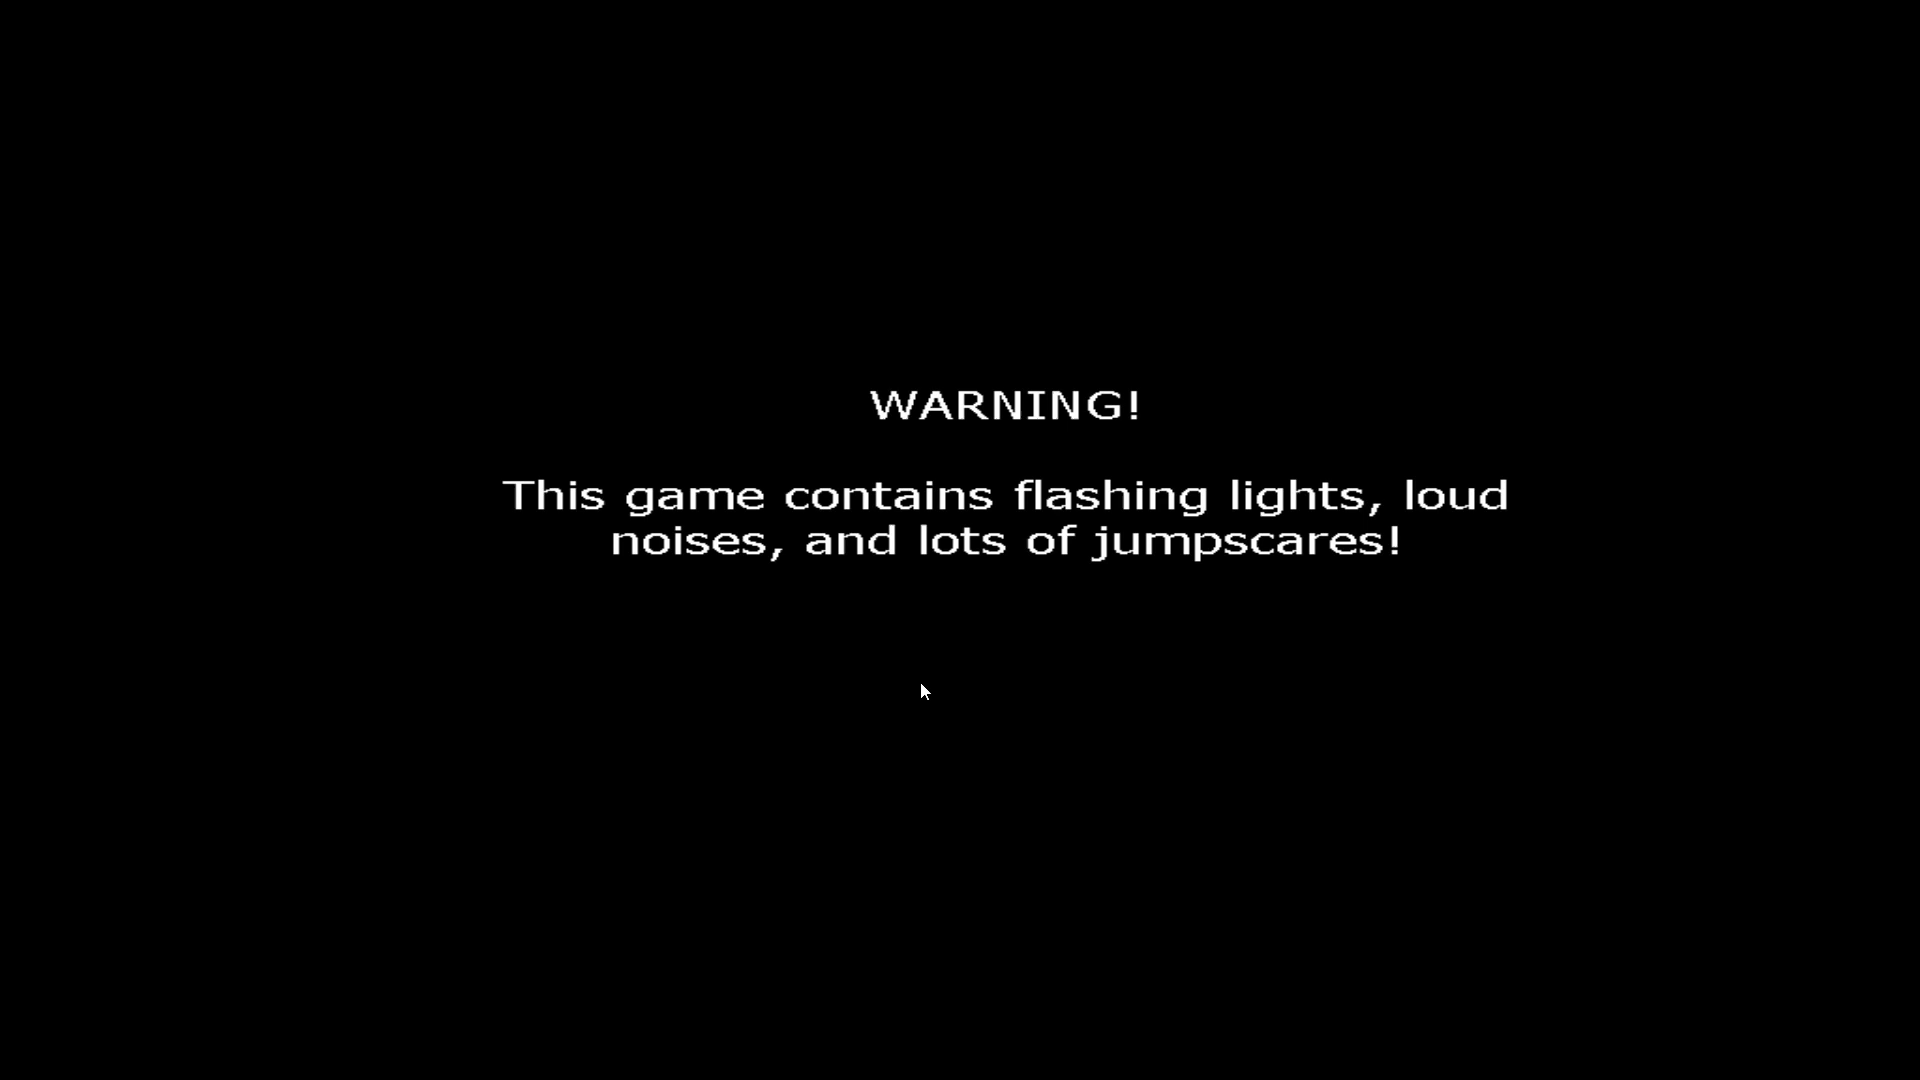 WARNING!
This game contains flashing lights, loud
noises, and lots of jumpscares!